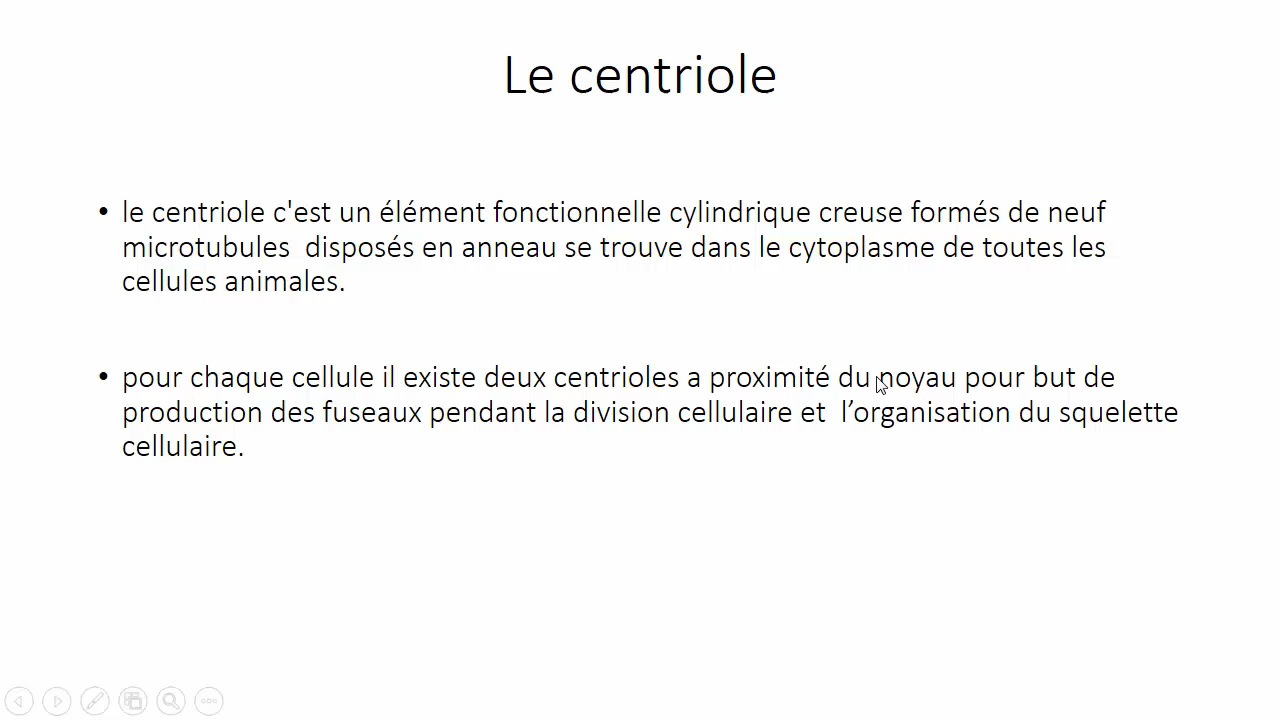 Le centriole
• le centriole c'est un élément fonctionnelle cylindrique creuse formés de neuf
microtubules  disposés en anneau se trouve dans le cytoplasme de toutes les
cellules animales.
• pour chaque cellule il existe deux centrioles a proximité du noyau pour but de
production des fuseaux pendant la division cellulaire et  l’organisation du squelette
cellulaire.